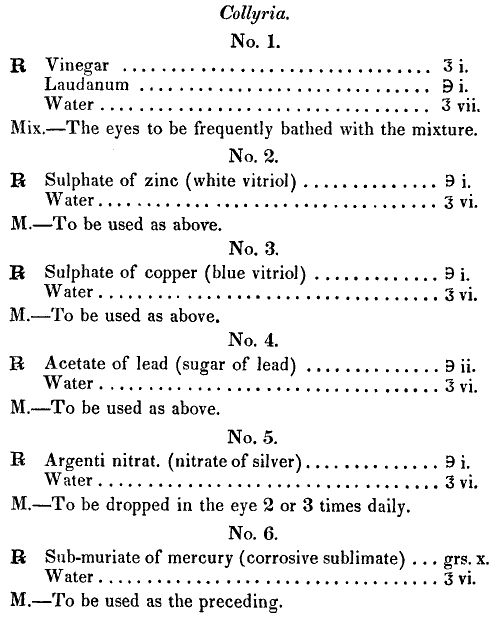 Collyria.
No. 1.
℞ Vinegar ................................ ʒ i.
Laudanum .............................. ℈ i.
Water .................................. ʒ vii.
Mix.—The eyes to be frequently bathed with the mixture.
No. 2.
℞ Sulphate of zinc (white vitriol) .............. ℈ i.
Water .................................. ʒ vi.
M.—To be used as above.
No. 3.
℞ Sulphate of copper (blue vitriol) ............. ℈ i.
Water .................................. ʒ vi.
M.—To be used as above.
No. 4.
℞ Acetate of lead (sugar of lead) .............. ℈ ii.
Water .................................. ʒ vi.
M.—To be used as above.
No. 5.
℞ Argenti nitrat. (nitrate of silver).............. ℈ i.
Water .................................. ʒ vi.
M.—To be dropped in the eye 2 or 3 times daily.
No. 6.
℞ Sub-muriate of mercury (corrosive sublimate) ... grs. x.
Water .................................. ʒ vi.
M.—To be used as the preceding.